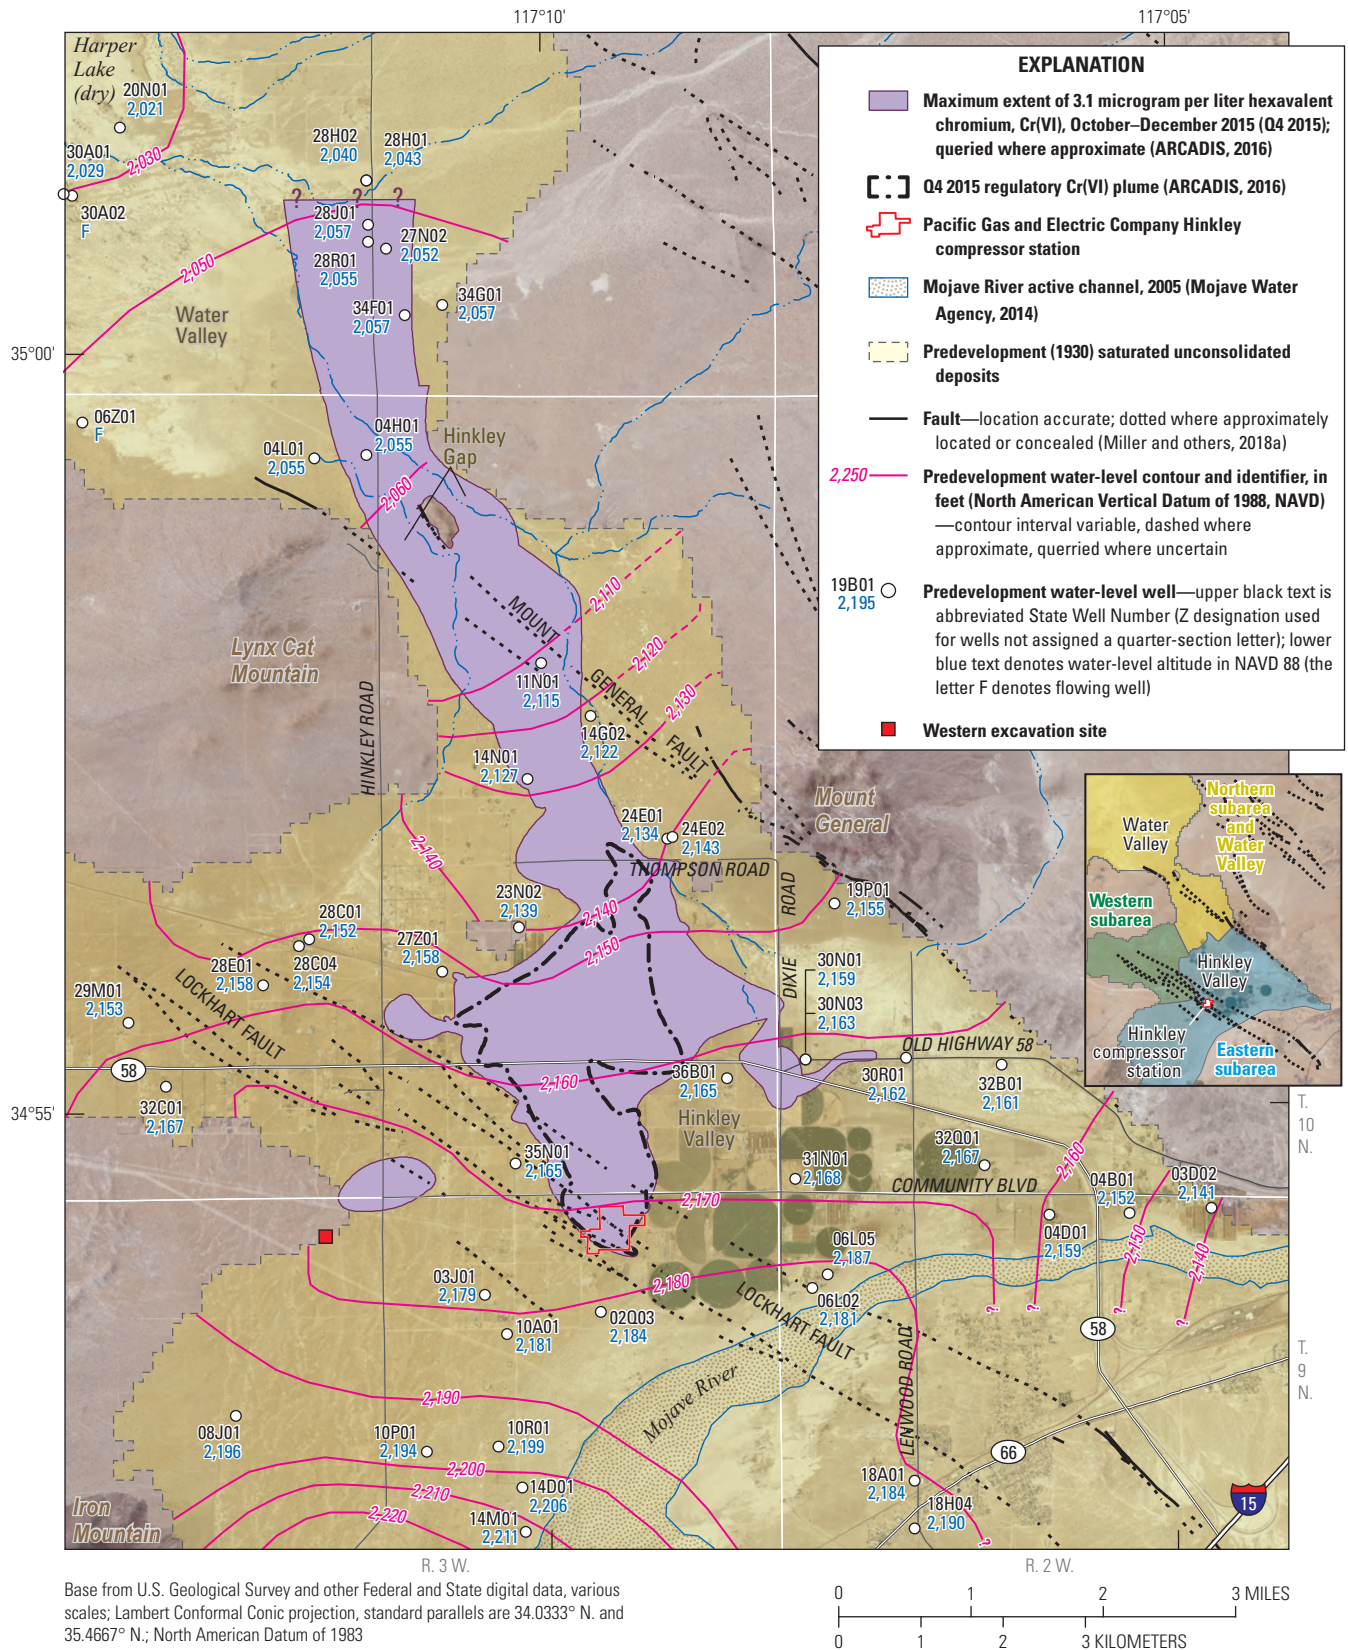 117°10'
117°05'
Harper
Lake
(dry)
20N01
2,021
30A01
2,029
2,030
30A02
F
28H02
2,040
28H01
2,043
?
?
?
28J01
2,057
27N02
2,052
28R01
2,055
2,050
Water
Valley
34F01
2,057
34G01
2,057
35°00'
06Z01
F
04L01
2,055
04H01
2,055
Hinkley
Gap
2,060
Lynx Cat
Mountain
HINKLEY ROAD
MOUNT
GENERAL
FAULT
2,110
2,120
2,130
11N01
2,115
14G02
2,122
14N01
2,127
Mount
General
24E01
2,134
24E02
2,143
2,140
THOMPSON ROAD
DIXIE
ROAD
19P01
2,155
23N02
2,139
2,140
2,150
28C01
2,152
28C04
2,154
27Z01
2,158
28E01
2,158
29M01
2,153
LOCKHART FAULT
30N01
2,159
30N03
2,163
OLD HIGHWAY 58
58
32C01
2,167
2,160
36B01
2,165
30R01
2,162
32B01
2,161
34°55'
Hinkley
Valley
35N01
2,165
31N01
2,168
32Q01
2,167
2,160
COMMUNITY BLVD
04B01
2,152
03D02
2,141
2,170
04D01
2,159
2,150
2,140
06L05
2,187
2,180
03J01
2,179
02Q03
2,184
06L02
2,181
LOCKHART FAULT
?
?
?
?
58
10A01
2,181
LENWOOD ROAD
Mojave River
2,190
08J01
2,196
10P01
2,194
10R01
2,199
66
2,200
2,210
2,220
14D01
2,206
14M01
2,211
18A01
2,184
18H04
2,190
?
15
Iron
Mountain
T.
10
N.
T.
9
N.
R. 3 W.
R. 2 W.
EXPLANATION
Maximum extent of 3.1 microgram per liter hexavalent
chromium, Cr(VI), October–December 2015 (Q4 2015);
queried where approximate (ARCADIS, 2016)
Q4 2015 regulatory Cr(VI) plume (ARCADIS, 2016)
Pacific Gas and Electric Company Hinkley
compressor station
Mojave River active channel, 2005 (Mojave Water
Agency, 2014)
Predevelopment (1930) saturated unconsolidated
deposits
Fault—location accurate; dotted where approximately
located or concealed (Miller and others, 2018a)
2,250
Predevelopment water-level contour and identifier, in
feet (North American Vertical Datum of 1988, NAVD)
—contour interval variable, dashed where
approximate, querried where uncertain
19B01
2,195
Predevelopment water-level well—upper black text is
abbreviated State Well Number (Z designation used
for wells not assigned a quarter-section letter); lower
blue text denotes water-level altitude in NAVD 88 (the
letter F denotes flowing well)
Western excavation site
Northern
subarea
and
Water
Valley
Water
Valley
Western
subarea
Hinkley
Valley
Hinkley
compressor
station
Eastern
subarea
Base from U.S. Geological Survey and other Federal and State digital data, various
scales; Lambert Conformal Conic projection, standard parallels are 34.0333° N. and
35.4667° N.; North American Datum of 1983
0 1 2 3 MILES
0 1 2 3 KILOMETERS